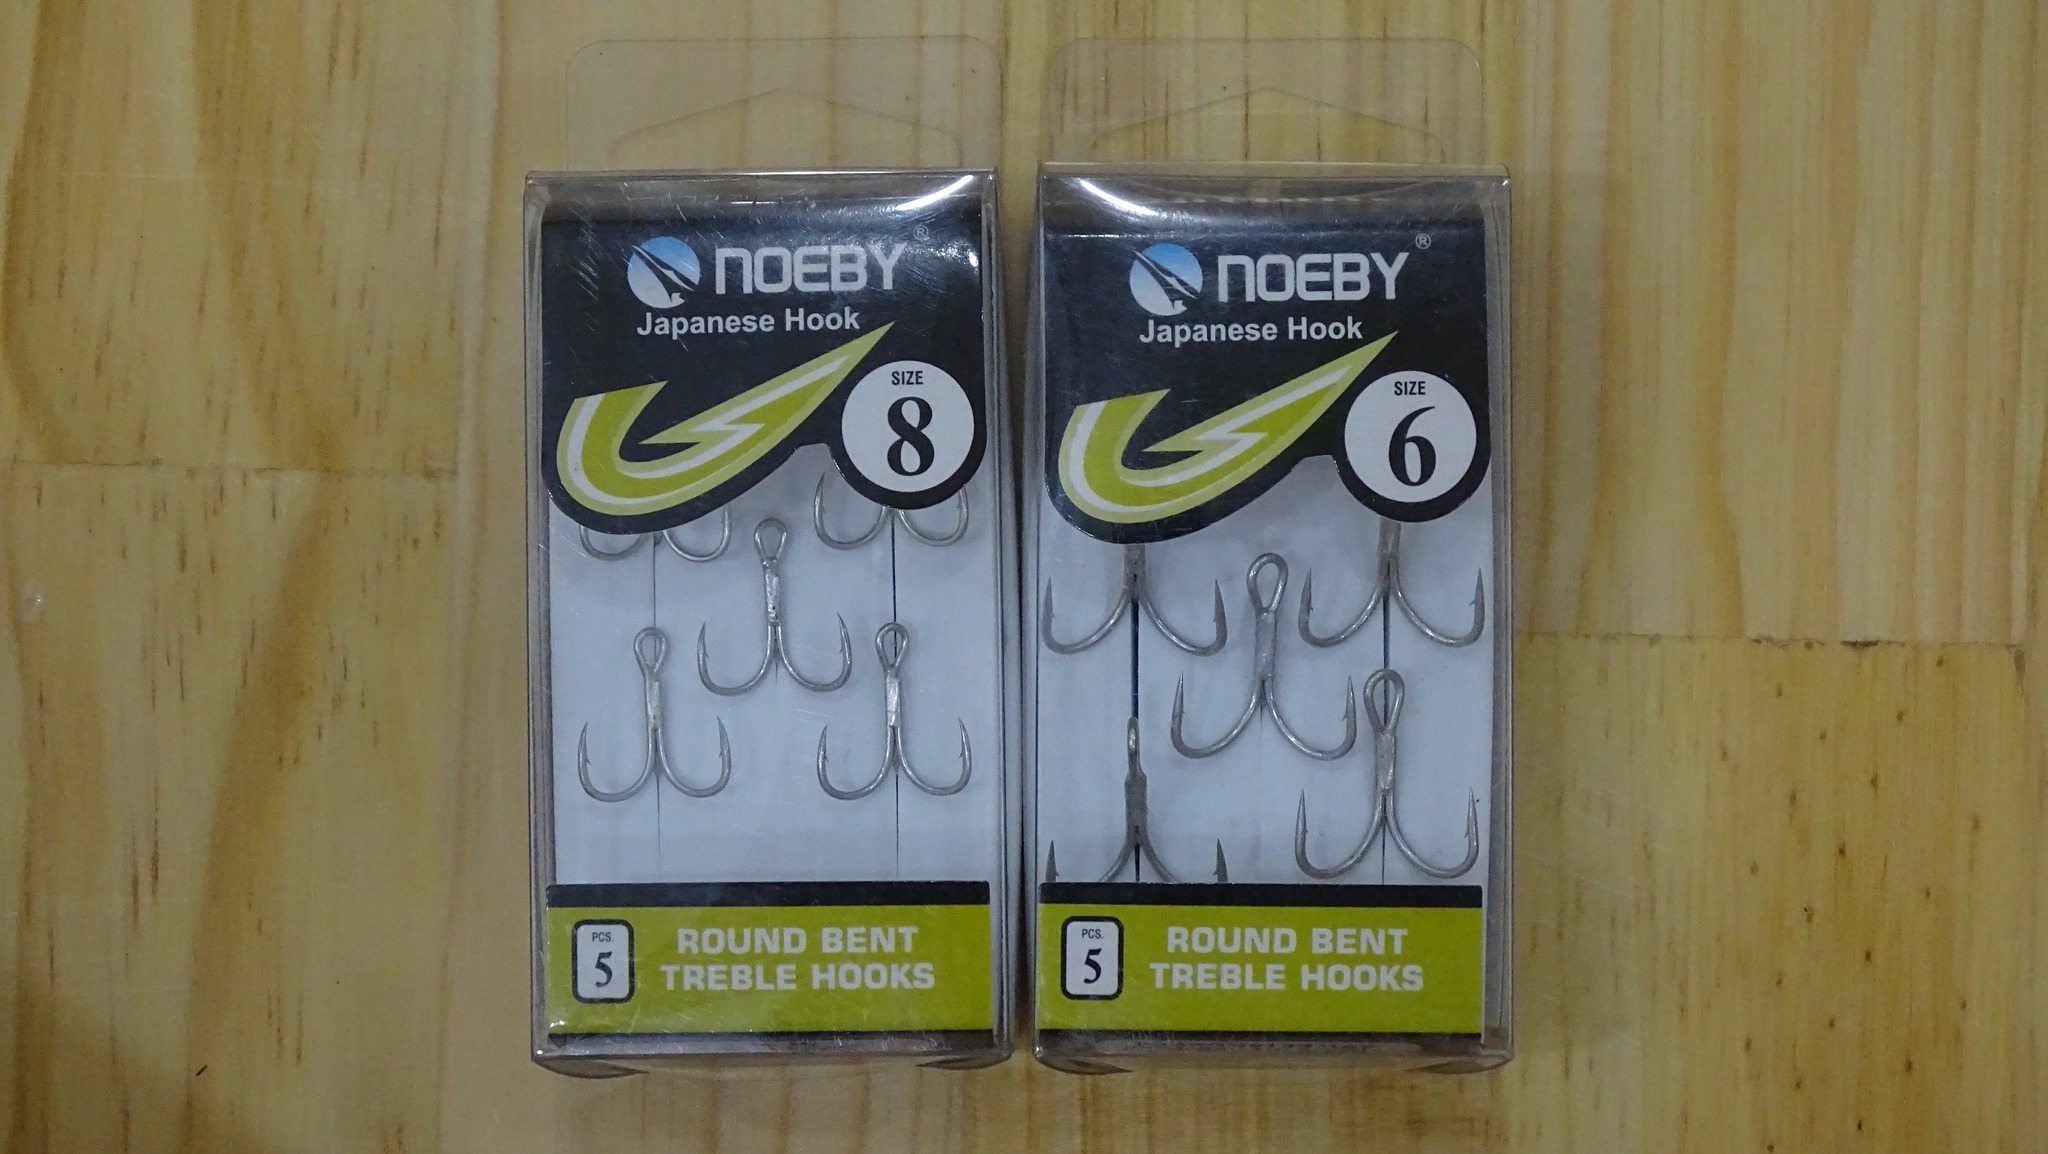 NOEBY®
Japanese Hook
SIZE
8
PCS.
5
ROUND BENT
TREBLE HOOKS
NOEBY®
Japanese Hook
SIZE
6
PCS.
5
ROUND BENT
TREBLE HOOKS